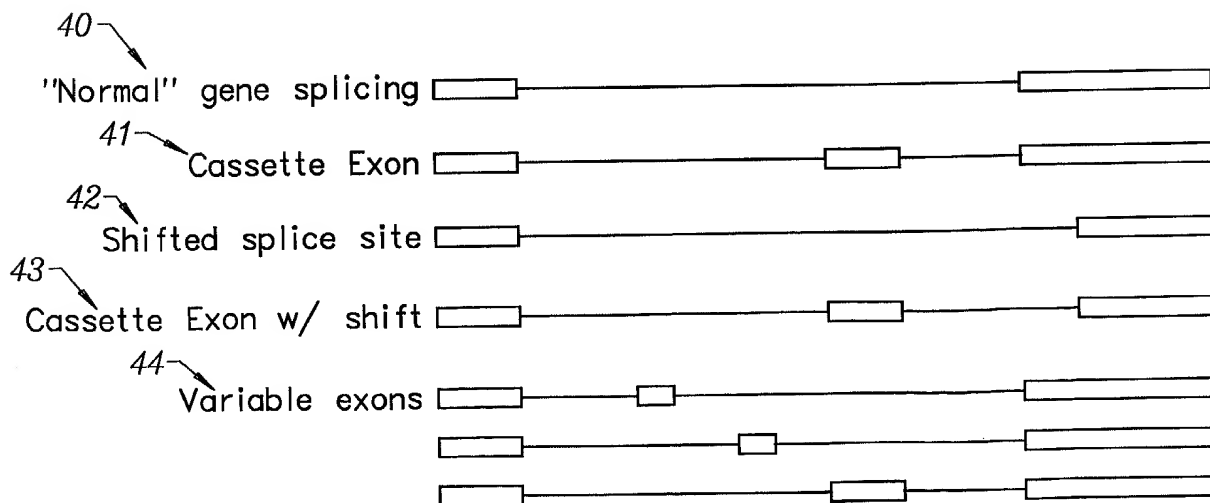 40
"Normal" gene splicing
41
Cassette Exon
42
Shifted splice site
43
Cassette Exon w/ shift
44
Variable exons